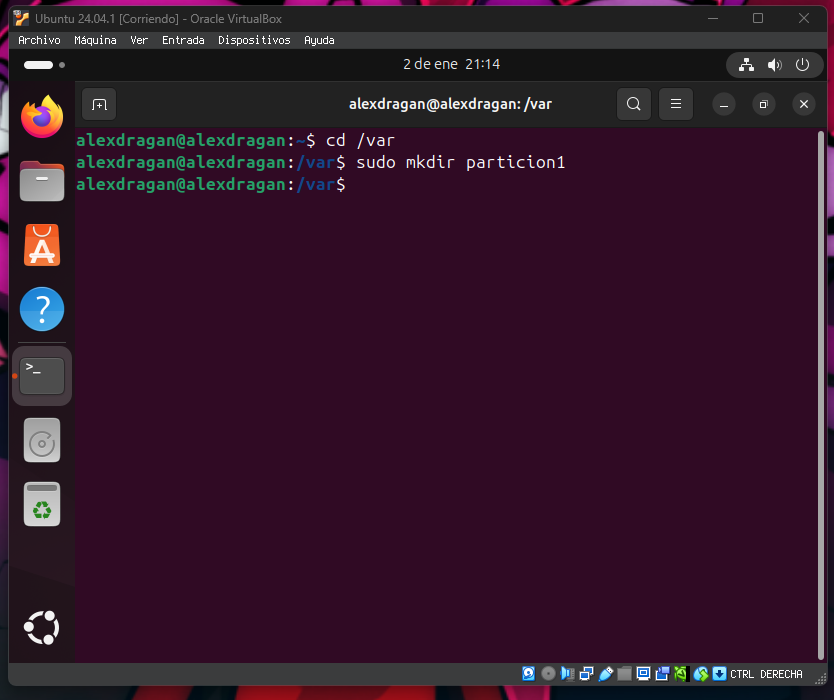 Ubuntu 24.04.1 [Corriendo] - Oracle VirtualBox
Archivo Máquina Ver Entrada Dispositivos Ayuda
2 de ene 21:14
alexdragan@alexdragan: /var
alexdragan@alexdragan:~$ cd /var
alexdragan@alexdragan:/var$ sudo mkdir particion1
alexdragan@alexdragan:/var$
CTRL DERECHA